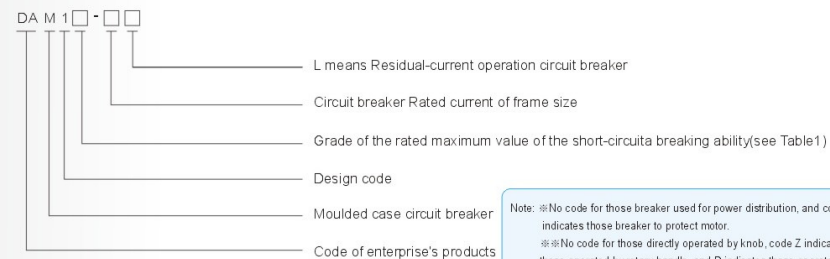 DA M 1□-□□
L means Residual-current operation circuit breaker
Circuit breaker Rated current of frame size
Grade of the rated maximum value of the short-circuita breaking ability(see Table1)
Design code
Moulded case circuit breaker
Code of enterprise's products
Note: ※No code for those breaker used for power distribution, and
indicates those breaker to protect motor.
※※No code for those directly operated by knob, code Z